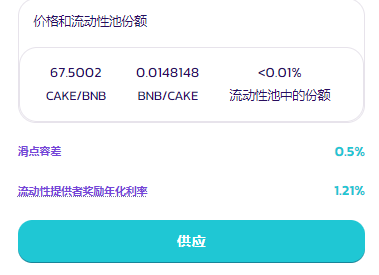 价格和流动性池份额
67.5002 0.0148148 <0.01%
CAKE/BNB BNB/CAKE 流动性池中的份额
滑点容差 0.5%
流动性提供者奖励年化利率 1.21%
供应